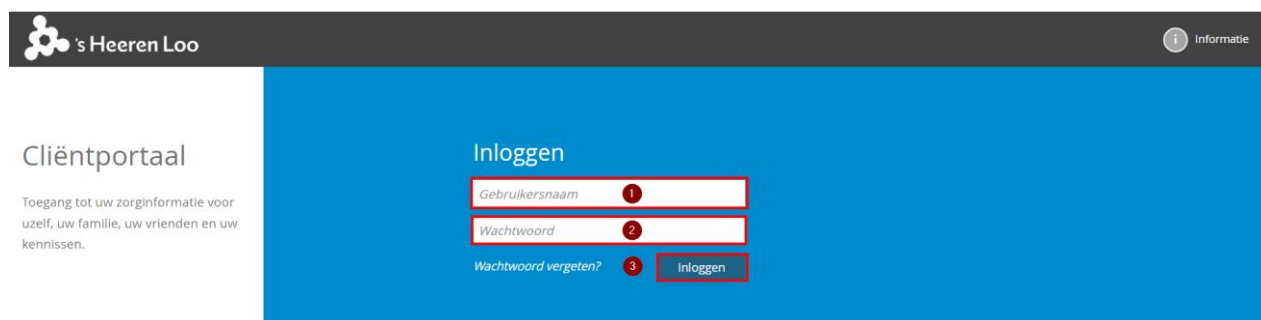 's Heeren Loo
Informatie
Cliëntportaal
Toegang tot uw zorginformatie voor
uzelf, uw familie, uw vrienden en uw
kennissen.
Inloggen
Gebruikersnaam 1
Wachtwoord 2
Wachtwoord vergeten? 3 Inloggen